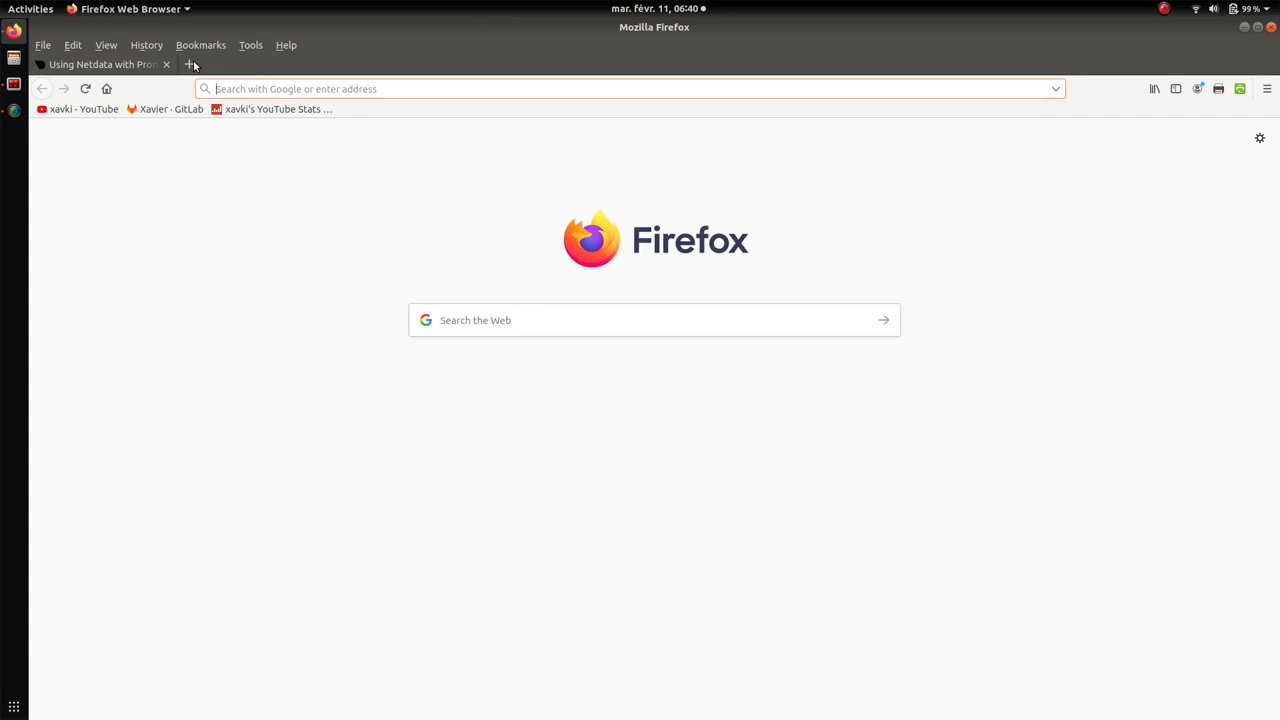 Activities Firefox Web Browser mar. févr. 11, 06:40 99 %
Mozilla Firefox
File Edit View History Bookmarks Tools Help
Using Netdata with Pron
Search with Google or enter address
xavki - YouTube Xavier · GitLab xavki's YouTube Stats …
Firefox
Search the Web